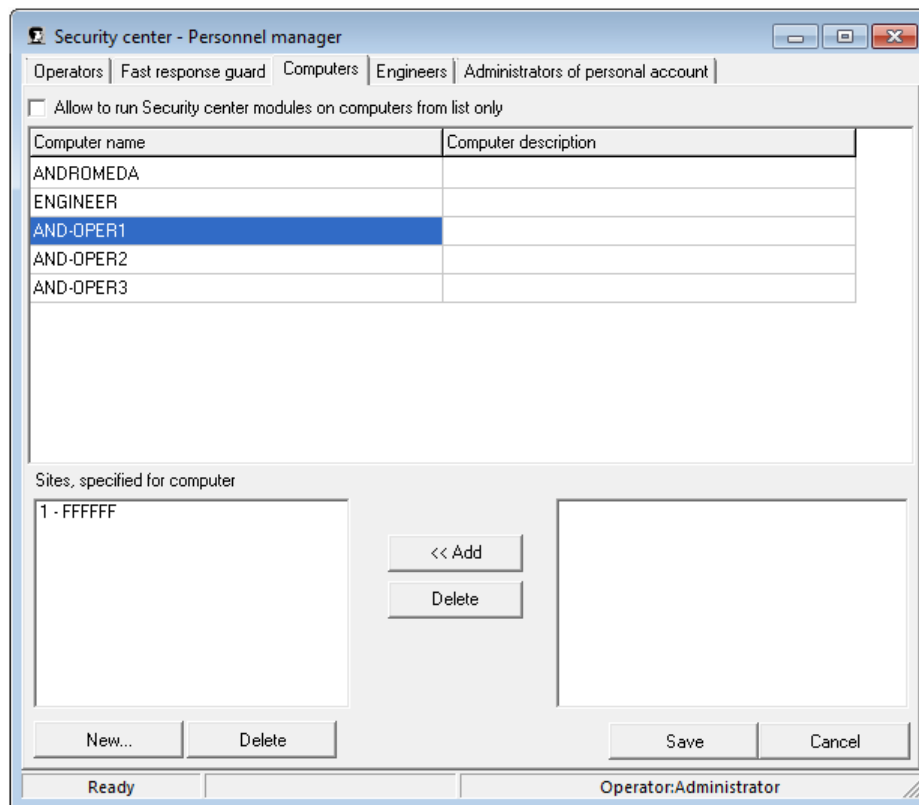 Security center - Personnel manager
Operators Fast response guard Computers Engineers Administrators of personal account
Allow to run Security center modules on computers from list only
Computer name Computer description
ANDROMEDA
ENGINEER
AND-OPER1
AND-OPER2
AND-OPER3
Sites, specified for computer
1 - FFFFFF
<< Add
Delete
New... Delete Save Cancel
Ready Operator:Administrator